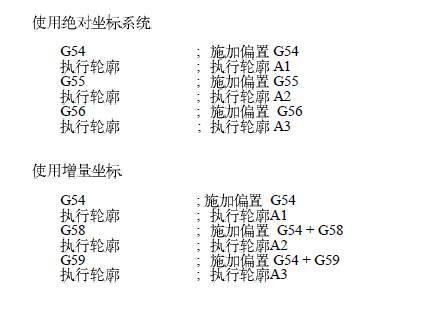 使用绝对坐标系统
G54 ; 施加偏置 G54
执行轮廓 ; 执行轮廓 A1
G55 ; 施加偏置 G55
执行轮廓 ; 执行轮廓 A2
G56 ; 施加偏置 G56
执行轮廓 ; 执行轮廓 A3
使用增量坐标
G54 ; 施加偏置 G54
执行轮廓 ; 执行轮廓A1
G58 ; 施加偏置 G54 + G58
执行轮廓 ; 执行轮廓A2
G59 ; 施加偏置 G54 + G59
执行轮廓 ; 执行轮廓A3